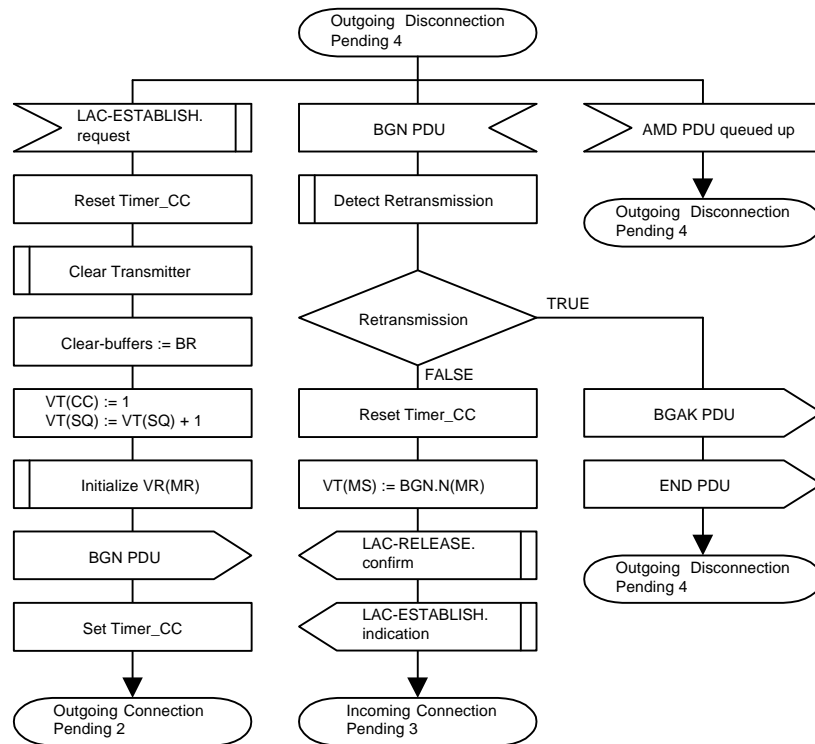 Outgoing Disconnection
Pending 4
LAC-ESTABLISH.
request
Reset Timer_CC
Clear Transmitter
Clear-buffers := BR
VT(CC) := 1
VT(SQ) := VT(SQ) + 1
Initialize VR(MR)
BGN PDU
Set Timer_CC
Outgoing Connection
Pending 2
BGN PDU
Detect Retransmission
Retransmission
TRUE
FALSE
Reset Timer_CC
VT(MS) := BGN.N(MR)
LAC-RELEASE.
confirm
LAC-ESTABLISH.
indication
Incoming Connection
Pending 3
AMD PDU queued up
Outgoing Disconnection
Pending 4
BGAK PDU
END PDU
Outgoing Disconnection
Pending 4